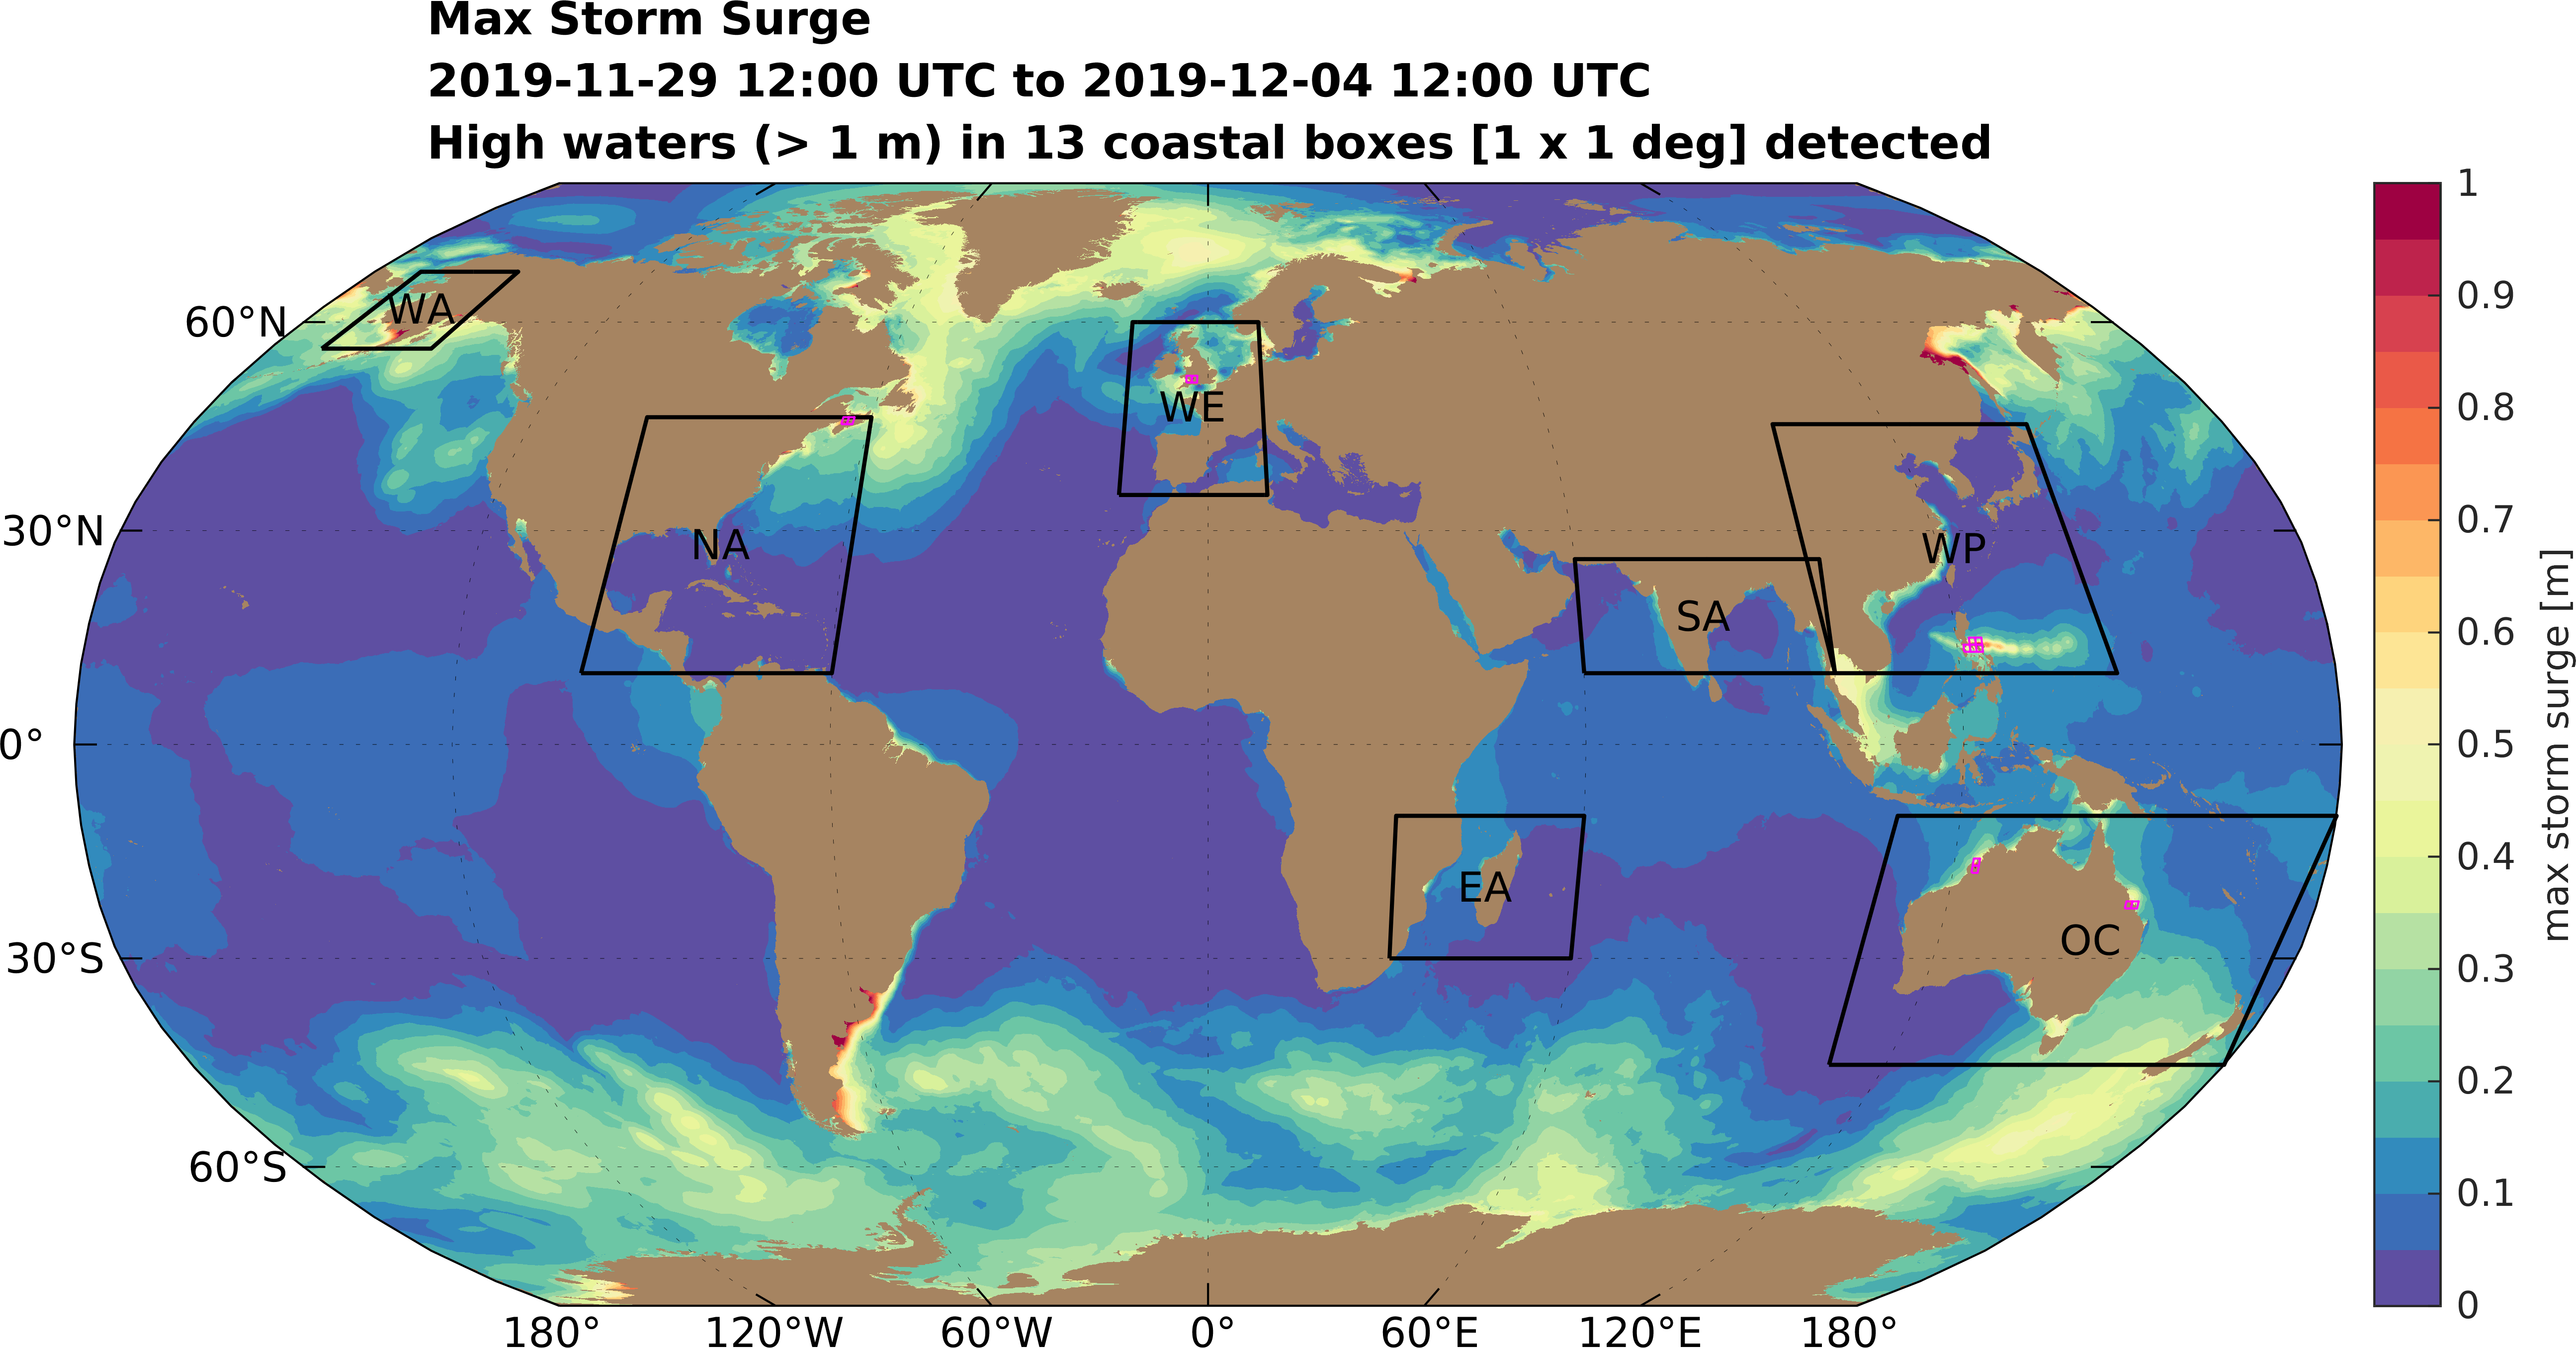 Max Storm Surge
2019-11-29 12:00 UTC to 2019-12-04 12:00 UTC
High waters (> 1 m) in 13 coastal boxes [1 x 1 deg] detected
60°N
30°N
0°
30°S
60°S
WA
NA
WE
WP
SA
EA
OC
180°
120°W
60°W
0°
60°E
120°E
180°
1
0.9
0.8
0.7
0.6
0.5
0.4
0.3
0.2
0.1
0
max storm surge [m]